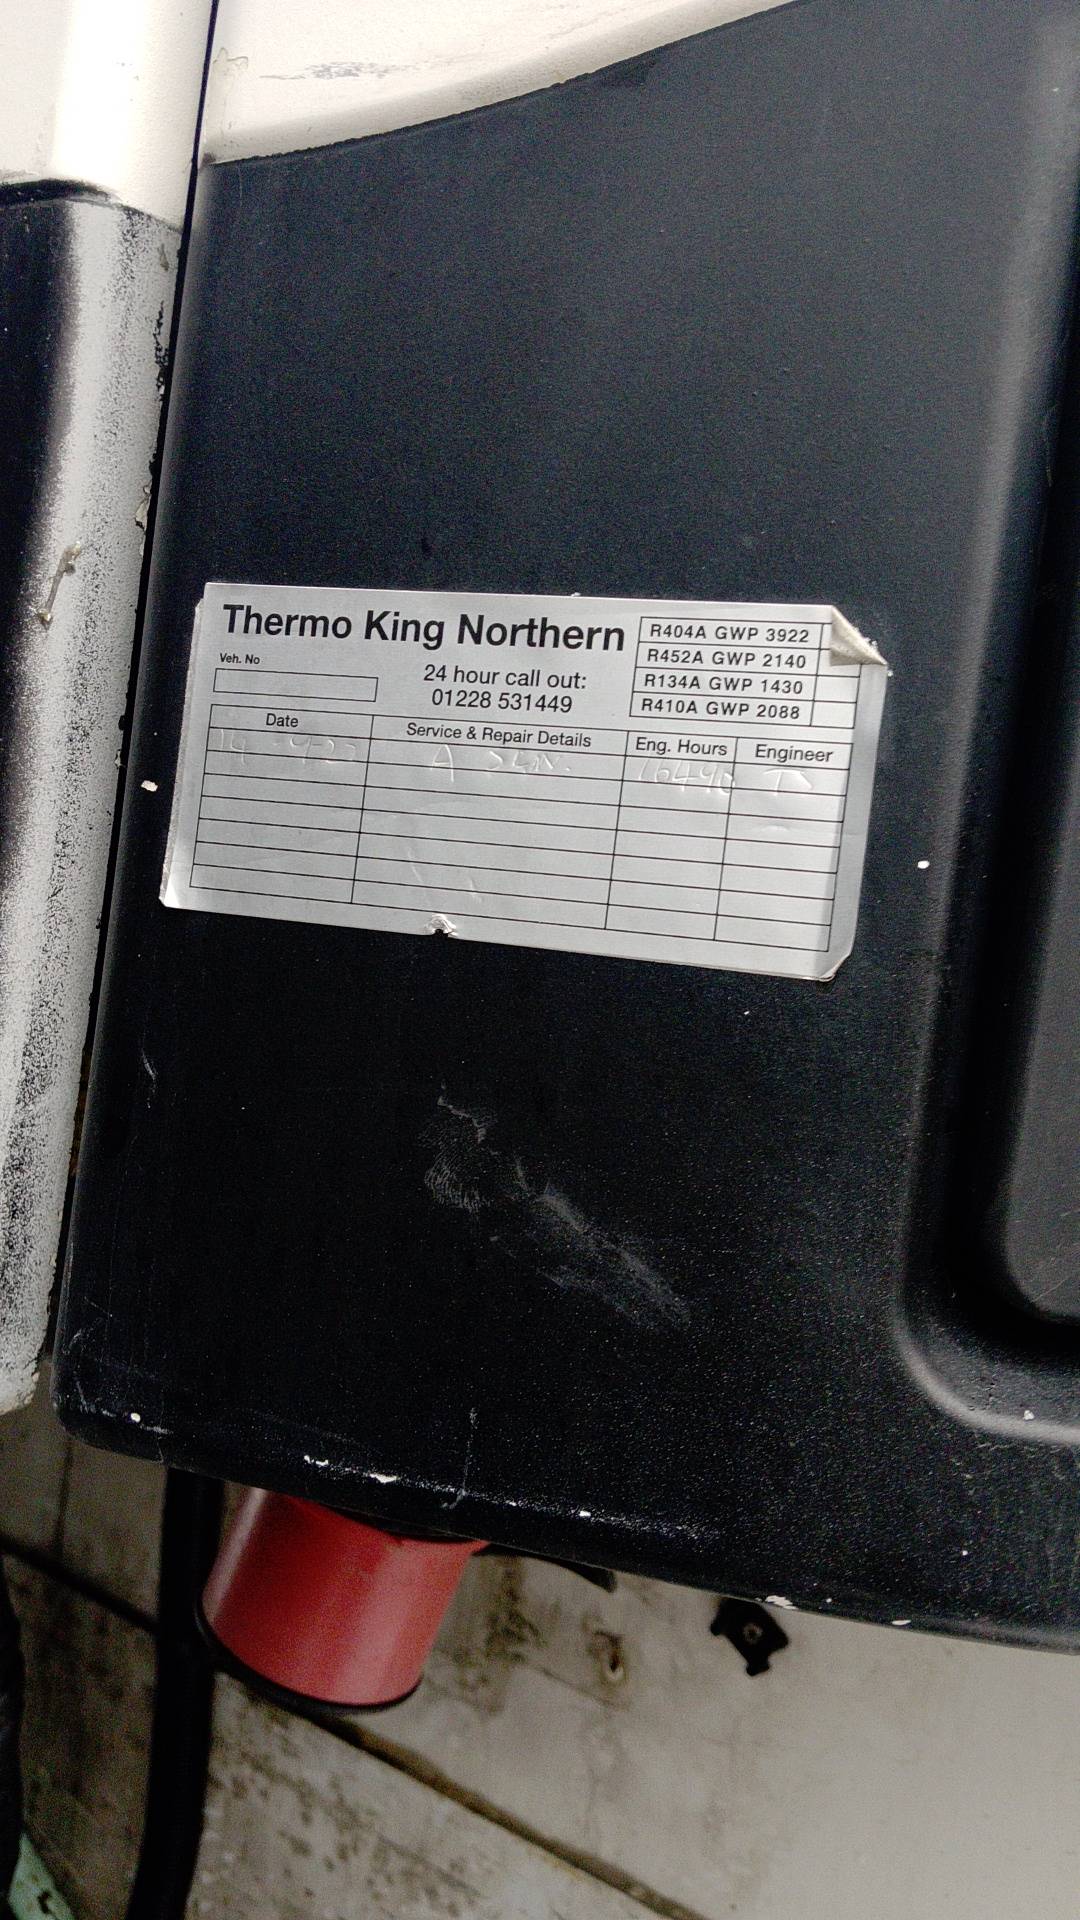 Thermo King Northern
Veh. No
24 hour call out:
01228 531449
R404A GWP 3922
R452A GWP 2140
R134A GWP 1430
R410A GWP 2088
Date Service & Repair Details Eng. Hours Engineer
A 16490